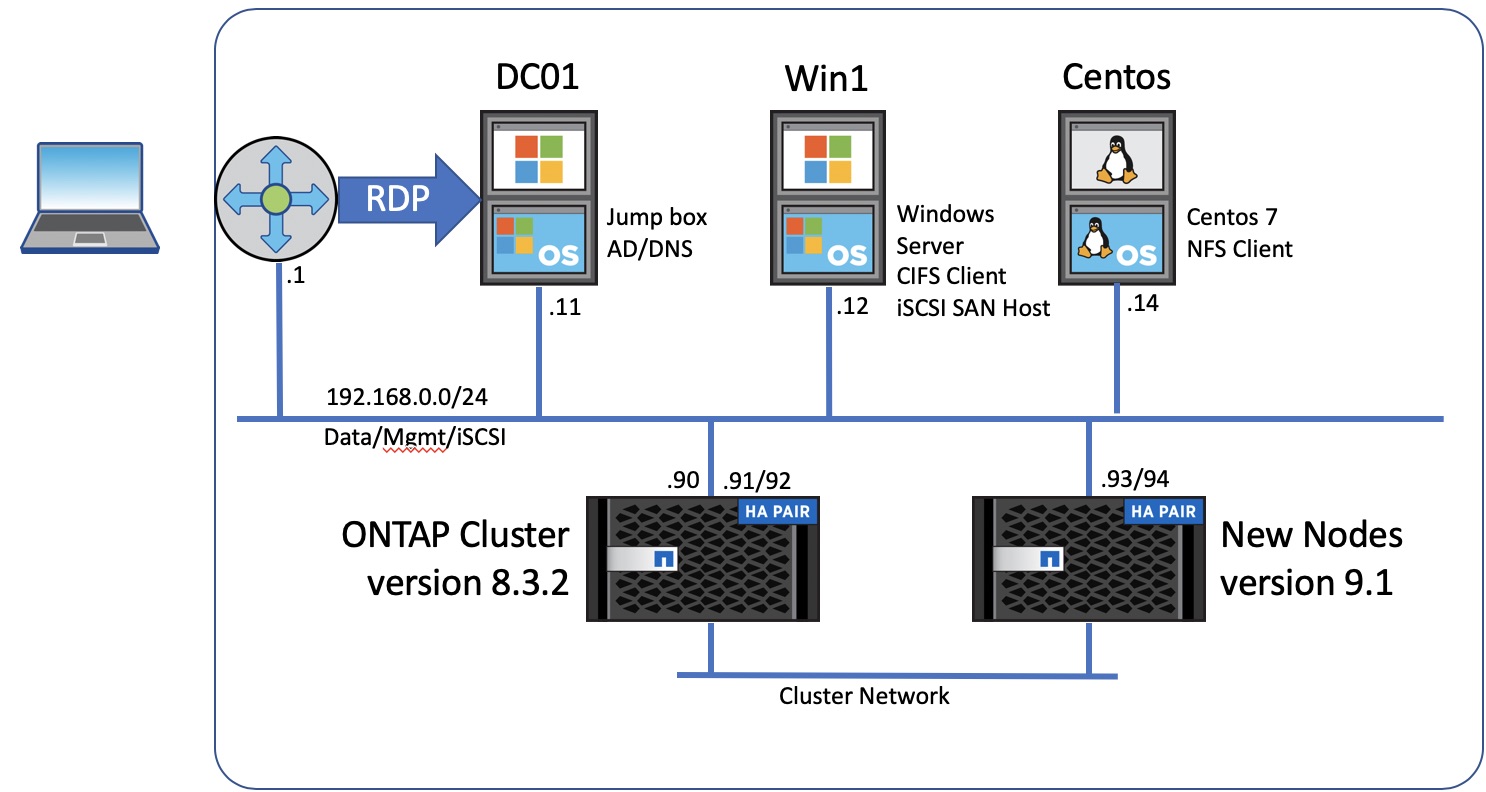 DC01
Win1
Centos
RDP
OS
Jump box
AD/DNS
OS
Windows
Server
CIFS Client
iSCSI SAN Host
OS
Centos 7
NFS Client
.1
.11
.12
.14
192.168.0.0/24
Data/Mgmt/iSCSI
.90
.91/92
.93/94
HA PAIR
HA PAIR
ONTAP Cluster
version 8.3.2
New Nodes
version 9.1
Cluster Network